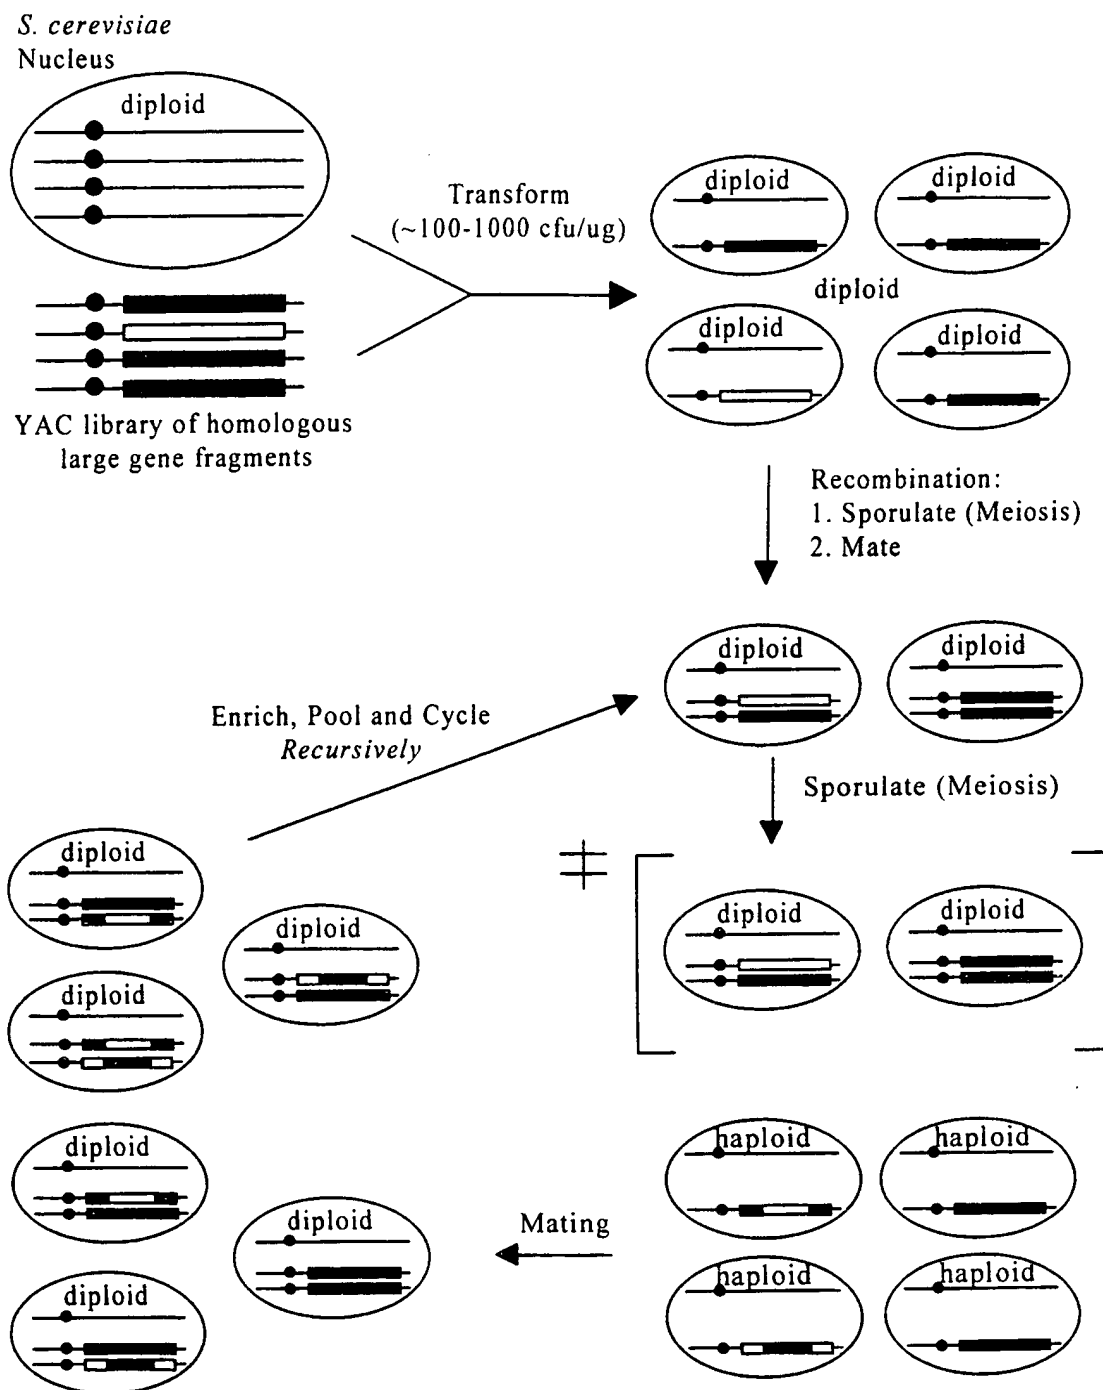 S. cerevisiae
Nucleus
diploid
YAC library of homologous
large gene fragments
Transform
(~100-1000 cfu/ug)
diploid
diploid
diploid
diploid
diploid
Recombination:
1. Sporulate (Meiosis)
2. Mate
diploid
diploid
Enrich, Pool and Cycle
Recursively
Sporulate (Meiosis)
‡
diploid
diploid
haploid
haploid
haploid
haploid
Mating
diploid
diploid
diploid
diploid
diploid
diploid